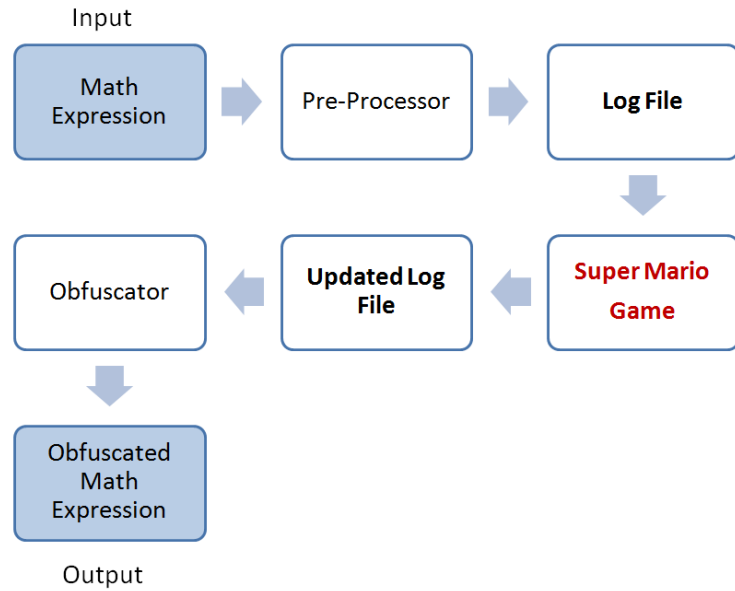 Input
Math
Expression
Pre-Processor
Log File
Super Mario
Game
Updated Log
File
Obfuscator
Obfuscated
Math
Expression
Output